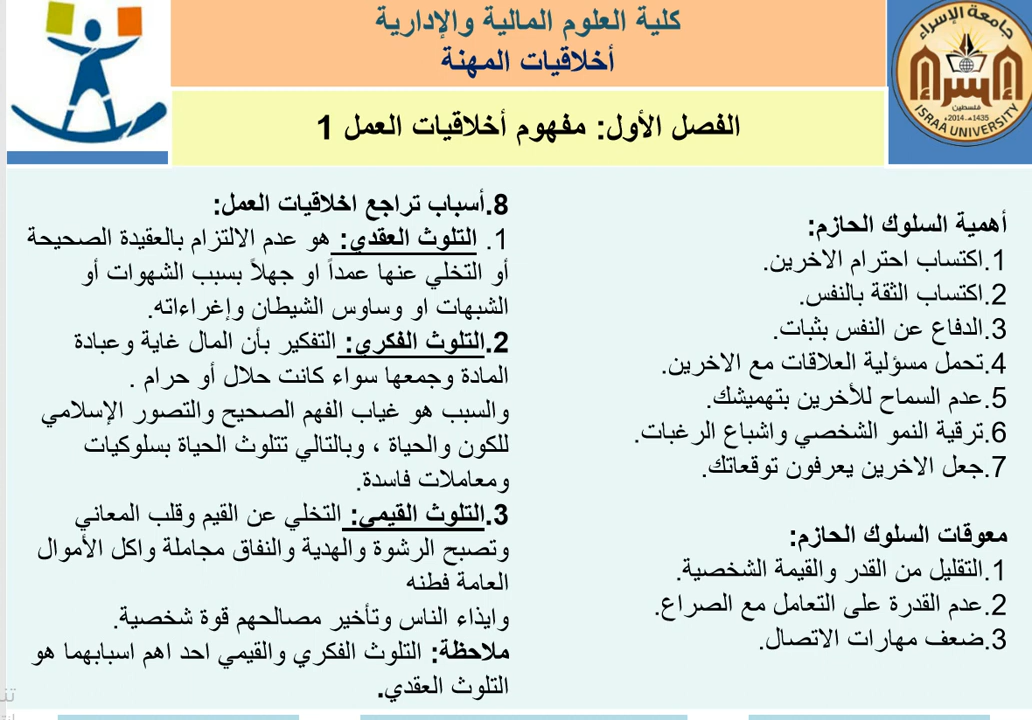 كلية العلوم المالية والإدارية
أخلاقيات المهنة
جامعة الإسراء
إسراء
فلسطين
1435هـ-2014م
ISRAA UNIVERSITY
الفصل الأول: مفهوم أخلاقيات العمل 1
أهمية السلوك الحازم:
1.اكتساب احترام الاخرين.
2.اكتساب الثقة بالنفس.
3.الدفاع عن النفس بثبات.
4.تحمل مسؤولية العلاقات مع الاخرين.
5.عدم السماح للأخرين بتهميشك.
6.ترقية النمو الشخصي واشباع الرغبات.
7.جعل الاخرين يعرفون توقعاتك.
معوقات السلوك الحازم:
1.التقليل من القدر والقيمة الشخصية.
2.عدم القدرة على التعامل مع الصراع.
3.ضعف مهارات الاتصال.
8.أسباب تراجع اخلاقيات العمل:
1. التلوث العقدي: هو عدم الالتزام بالعقيدة الصحيحة
أو التخلي عنها عمداً او جهلاً بسبب الشهوات أو
الشبهات او وساوس الشيطان وإغراءاته.
2.التلوث الفكري: التفكير بأن المال غاية وعبادة
المادة وجمعها سواء كانت حلال أو حرام .
والسبب هو غياب الفهم الصحيح والتصور الإسلامي
للكون والحياة ، وبالتالي تتلوث الحياة بسلوكيات
ومعاملات فاسدة.
3.التلوث القيمي: التخلي عن القيم وقلب المعاني
وتصبح الرشوة والهدية والنفاق مجاملة واكل الأموال
العامة فطنه
وايذاء الناس وتأخير مصالحهم قوة شخصية.
ملاحظة: التلوث الفكري والقيمي احد اهم اسبابهما هو
التلوث العقدي.